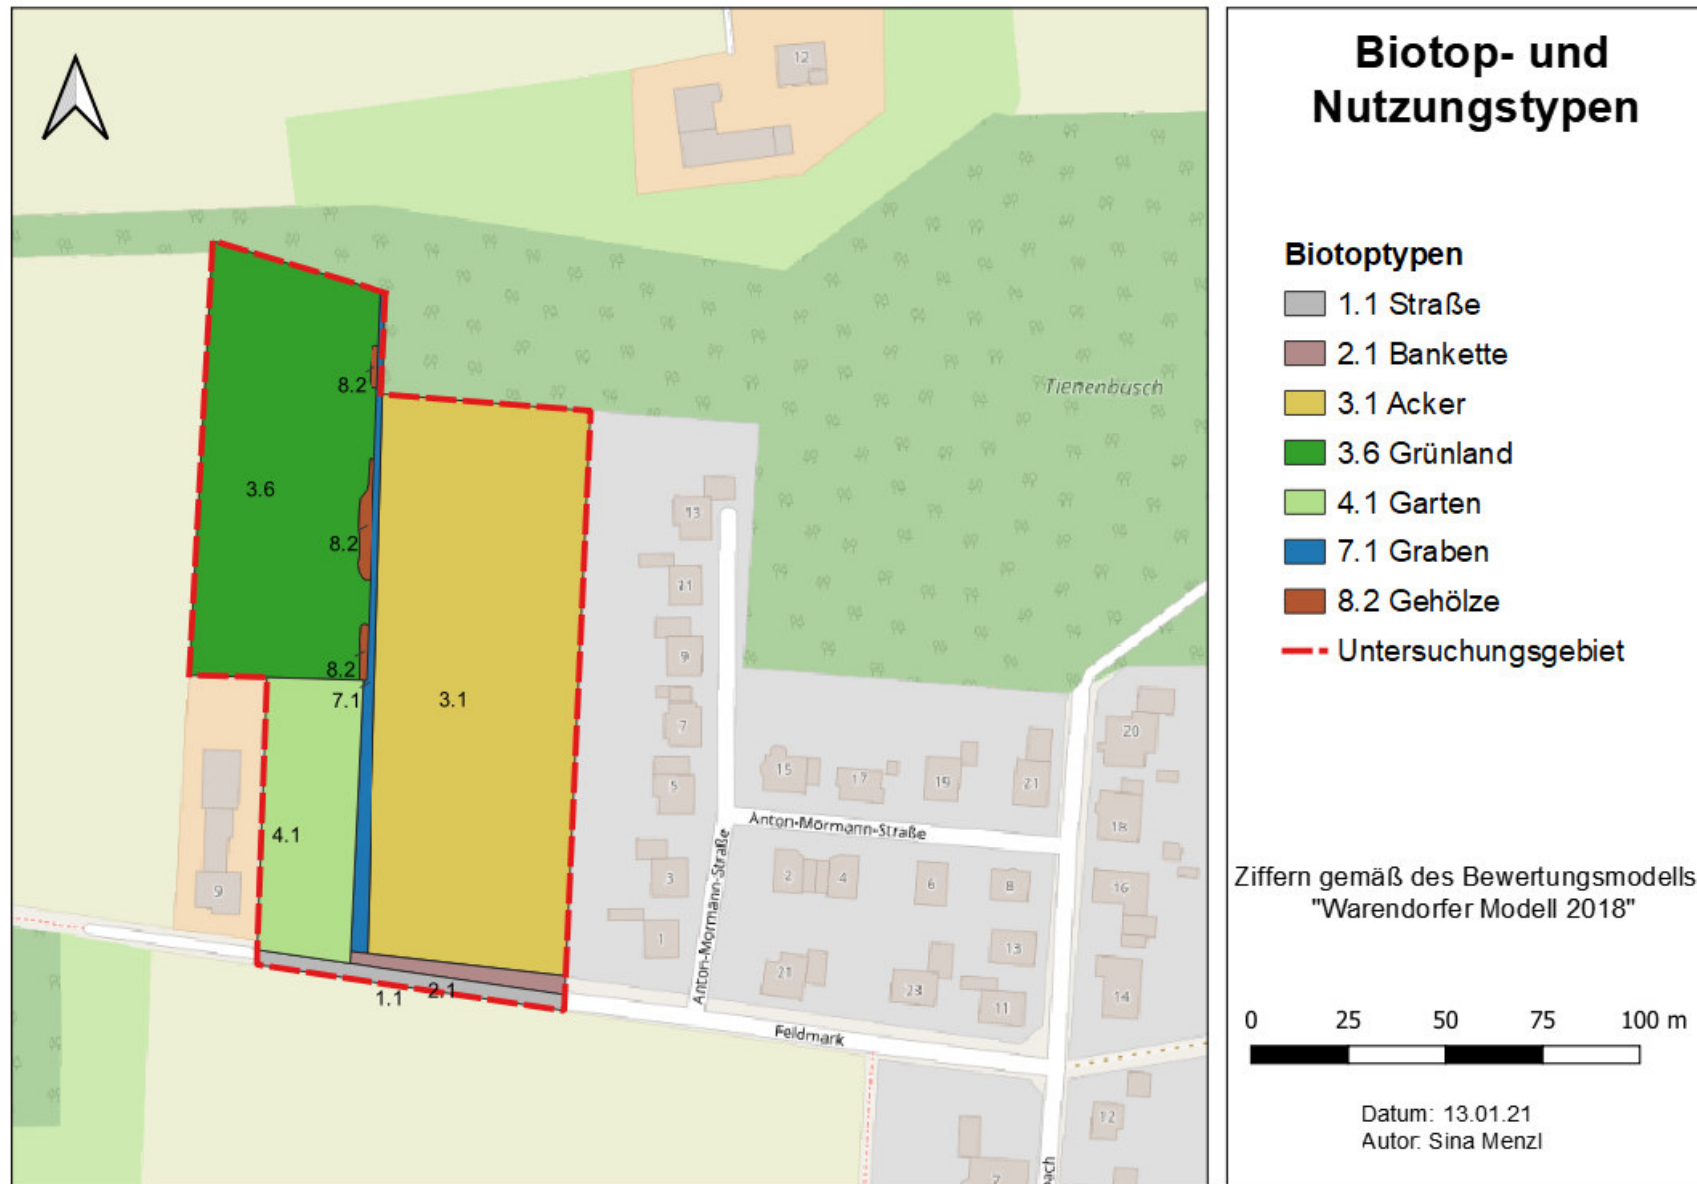 Biotop- und
Nutzungstypen
Biotoptypen
1.1 Straße
2.1 Bankette
3.1 Acker
3.6 Grünland
4.1 Garten
7.1 Graben
8.2 Gehölze
Untersuchungsgebiet
Ziffern gemäß des Bewertungsmodells
"Warendorfer Modell 2018"
0 25 50 75 100 m
Datum: 13.01.21
Autor: Sina Menzl
12
Tienenbusch
8.2
3.6
8.2
8.2
7.1
3.1
4.1
1.1
2.1
9
13
11
9
7
5
3
1
15
17
19
21
20
18
16
14
Anton-Mormann-Straße
Anton-Mormann-Straße
2
4
6
8
13
21
23
11
Feldmark
12
7